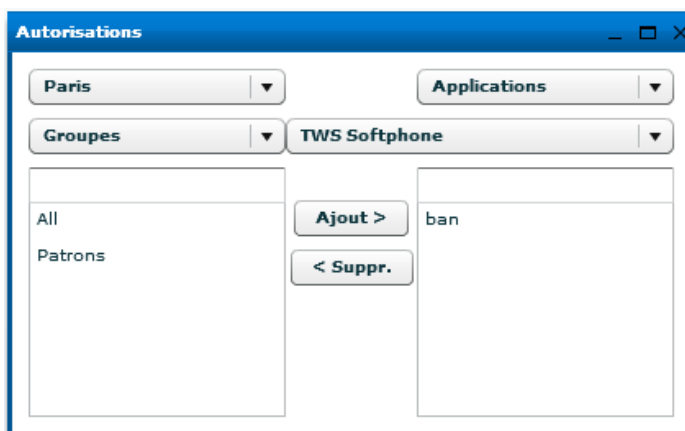 Autorisations
Paris
Applications
Groupes
TWS Softphone
All
Patrons
Ajout >
< Suppr.
ban